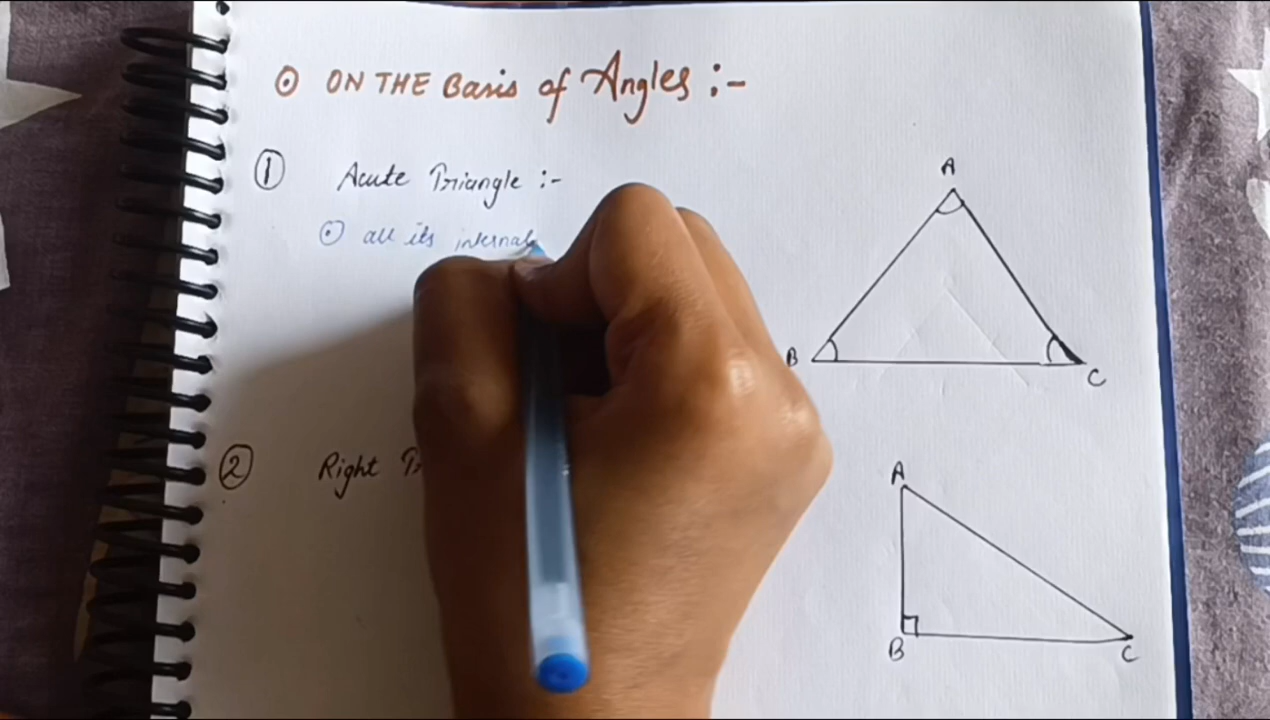 ON THE Basis of Angles :-
1 Acute Triangle :-
all its internal
A
B
C
2 Right
A
B
C